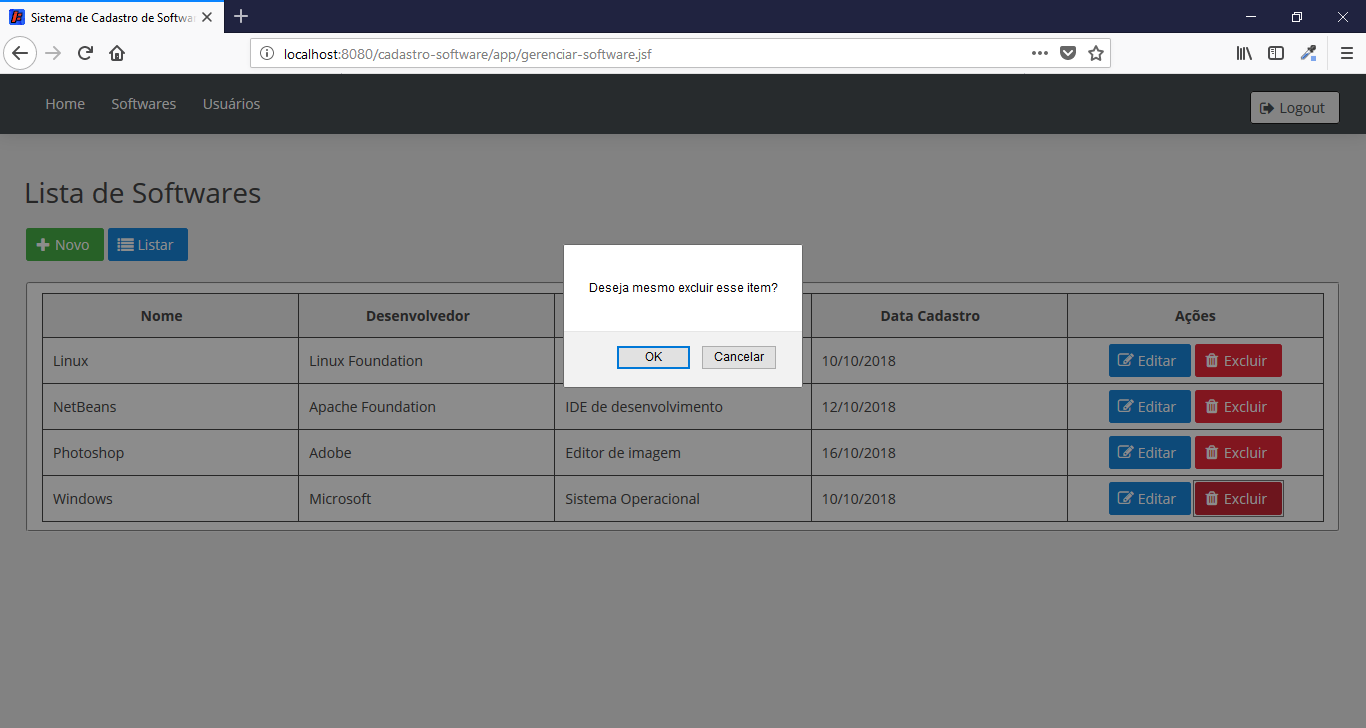 Sistema de Cadastro de Softwa
localhost:8080/cadastro-software/app/gerenciar-software.jsf
Home Softwares Usuários Logout
Lista de Softwares
Novo Listar
Deseja mesmo excluir esse item?
OK Cancelar
Nome Desenvolvedor Data Cadastro Ações
Linux Linux Foundation 10/10/2018 Editar Excluir
NetBeans Apache Foundation IDE de desenvolvimento 12/10/2018 Editar Excluir
Photoshop Adobe Editor de imagem 16/10/2018 Editar Excluir
Windows Microsoft Sistema Operacional 10/10/2018 Editar Excluir